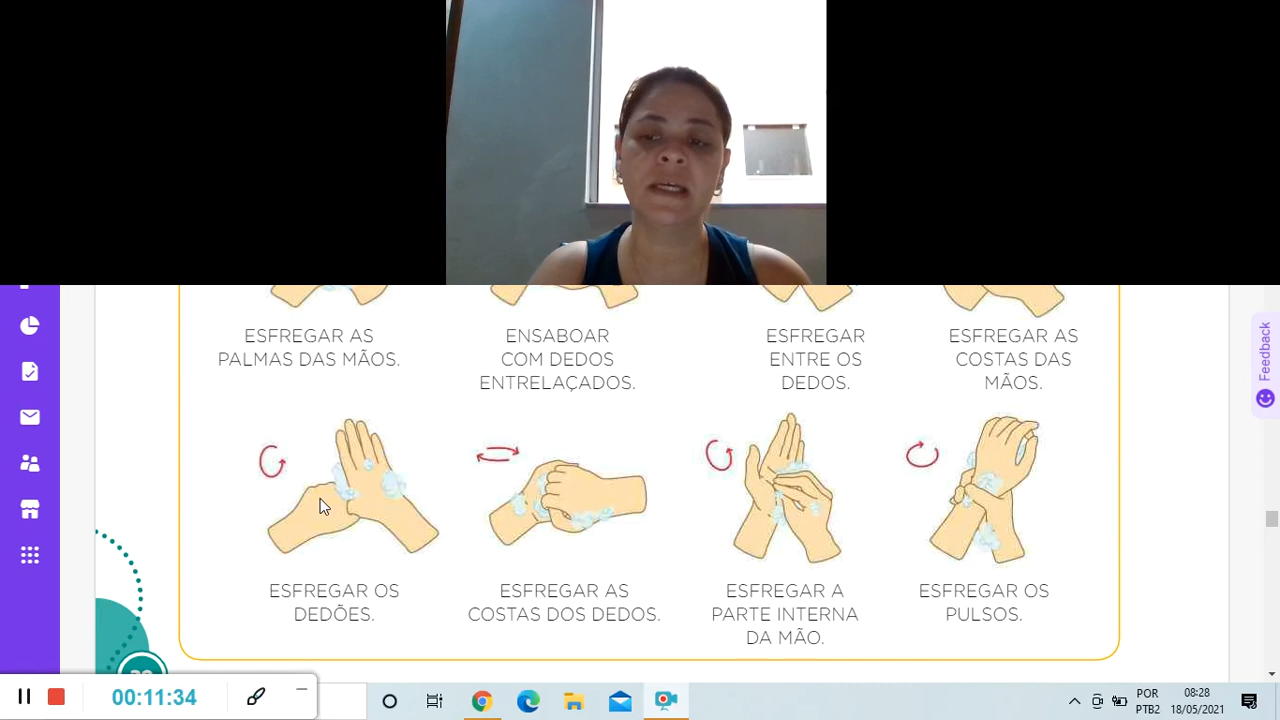 ESFREGAR AS
PALMAS DAS MÃOS.
ENSABOAR
COM DEDOS
ENTRELAÇADOS.
ESFREGAR
ENTRE OS
DEDOS.
ESFREGAR AS
COSTAS DAS
MÃOS.
Feedback
ESFREGAR OS
DEDÕES.
ESFREGAR AS
COSTAS DOS DEDOS.
ESFREGAR A
PARTE INTERNA
DA MÃO.
ESFREGAR OS
PULSOS.
00:11:34
POR
PTB2
08:28
18/05/2021